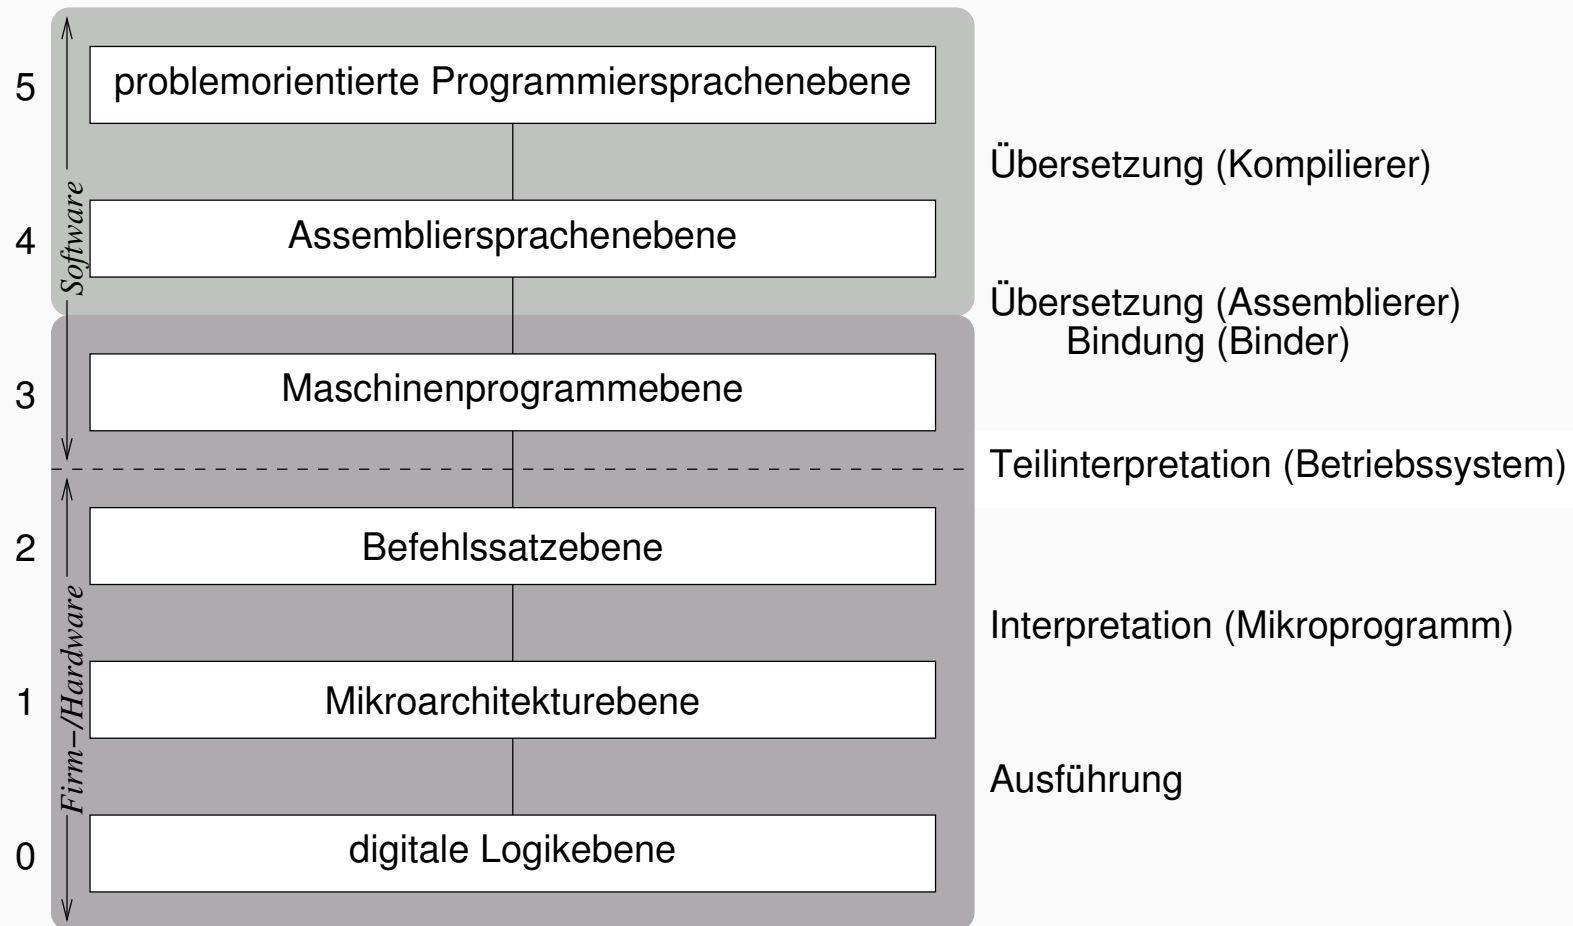 5
problemorientierte Programmiersprachenebene
Übersetzung (Kompilierer)
Software
4
Assembliersprachenebene
Übersetzung (Assemblierer)
Bindung (Binder)
3
Maschinenprogrammebene
Teilinterpretation (Betriebssystem)
2
Befehlssatzebene
Firm-/Hardware
Interpretation (Mikroprogramm)
1
Mikroarchitekturebene
Ausführung
0
digitale Logikebene